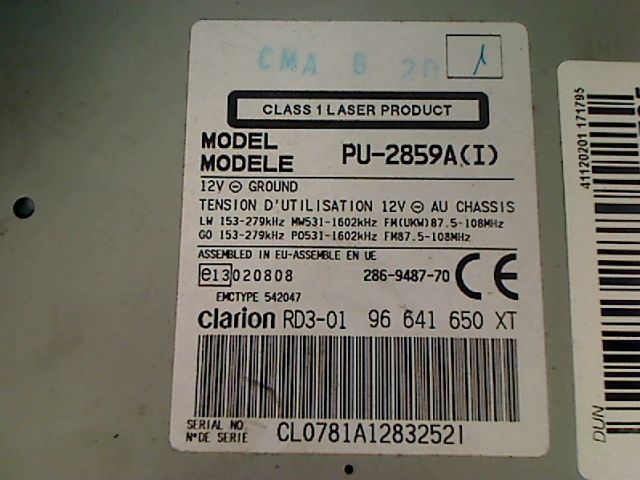 CMA G 20 1
CLASS 1 LASER PRODUCT
MODEL
MODELE PU-2859A(I)
12V ⊖ GROUND
TENSION D'UTILISATION 12V ⊖ AU CHASSIS
LW 153-279kHz MW531-1602kHz FM(UKW)87.5-108MHz
GO 153-279kHz PO531-1602kHz FM87.5-108MHz
ASSEMBLED IN EU-ASSEMBLE EN UE
e13 020808 286-9487-70 CE
EMCTYPE 542047
clarion RD3-01 96 641 650 XT
SERIAL NO
N°DE SERIE CL0781A12832521
41120201 171795
DUN